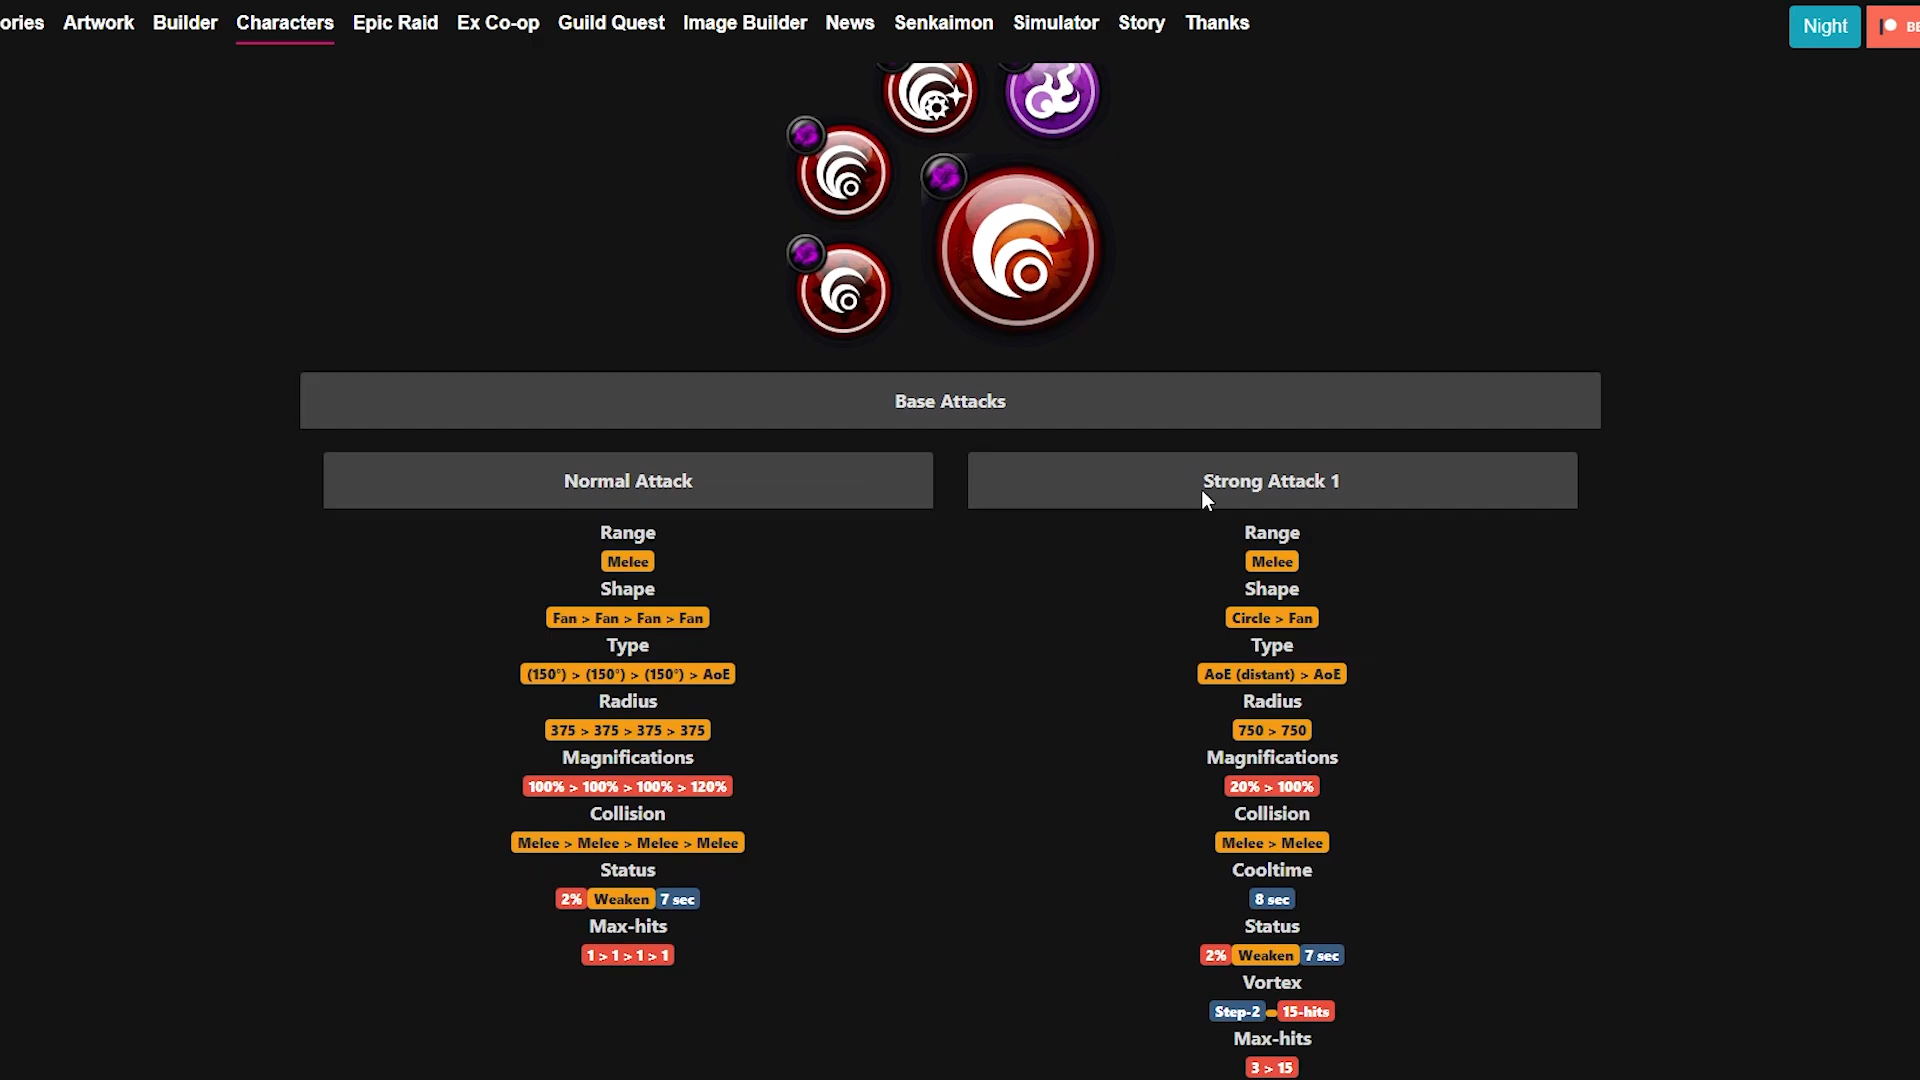 ories Artwork Builder Characters Epic Raid Ex Co-op Guild Quest Image Builder News Senkaimon Simulator Story Thanks Night BE
Base Attacks
Normal Attack
Range
Melee
Shape
Fan > Fan > Fan > Fan
Type
(150°) > (150°) > (150°) > AoE
Radius
375 > 375 > 375 > 375
Magnifications
100% > 100% > 100% > 120%
Collision
Melee > Melee > Melee > Melee
Status
2% Weaken 7 sec
Max-hits
1 > 1 > 1 > 1
Strong Attack 1
Range
Melee
Shape
Circle > Fan
Type
AoE (distant) > AoE
Radius
750 > 750
Magnifications
20% > 100%
Collision
Melee > Melee
Cooltime
8 sec
Status
2% Weaken 7 sec
Vortex
Step-2 15-hits
Max-hits
3 > 15